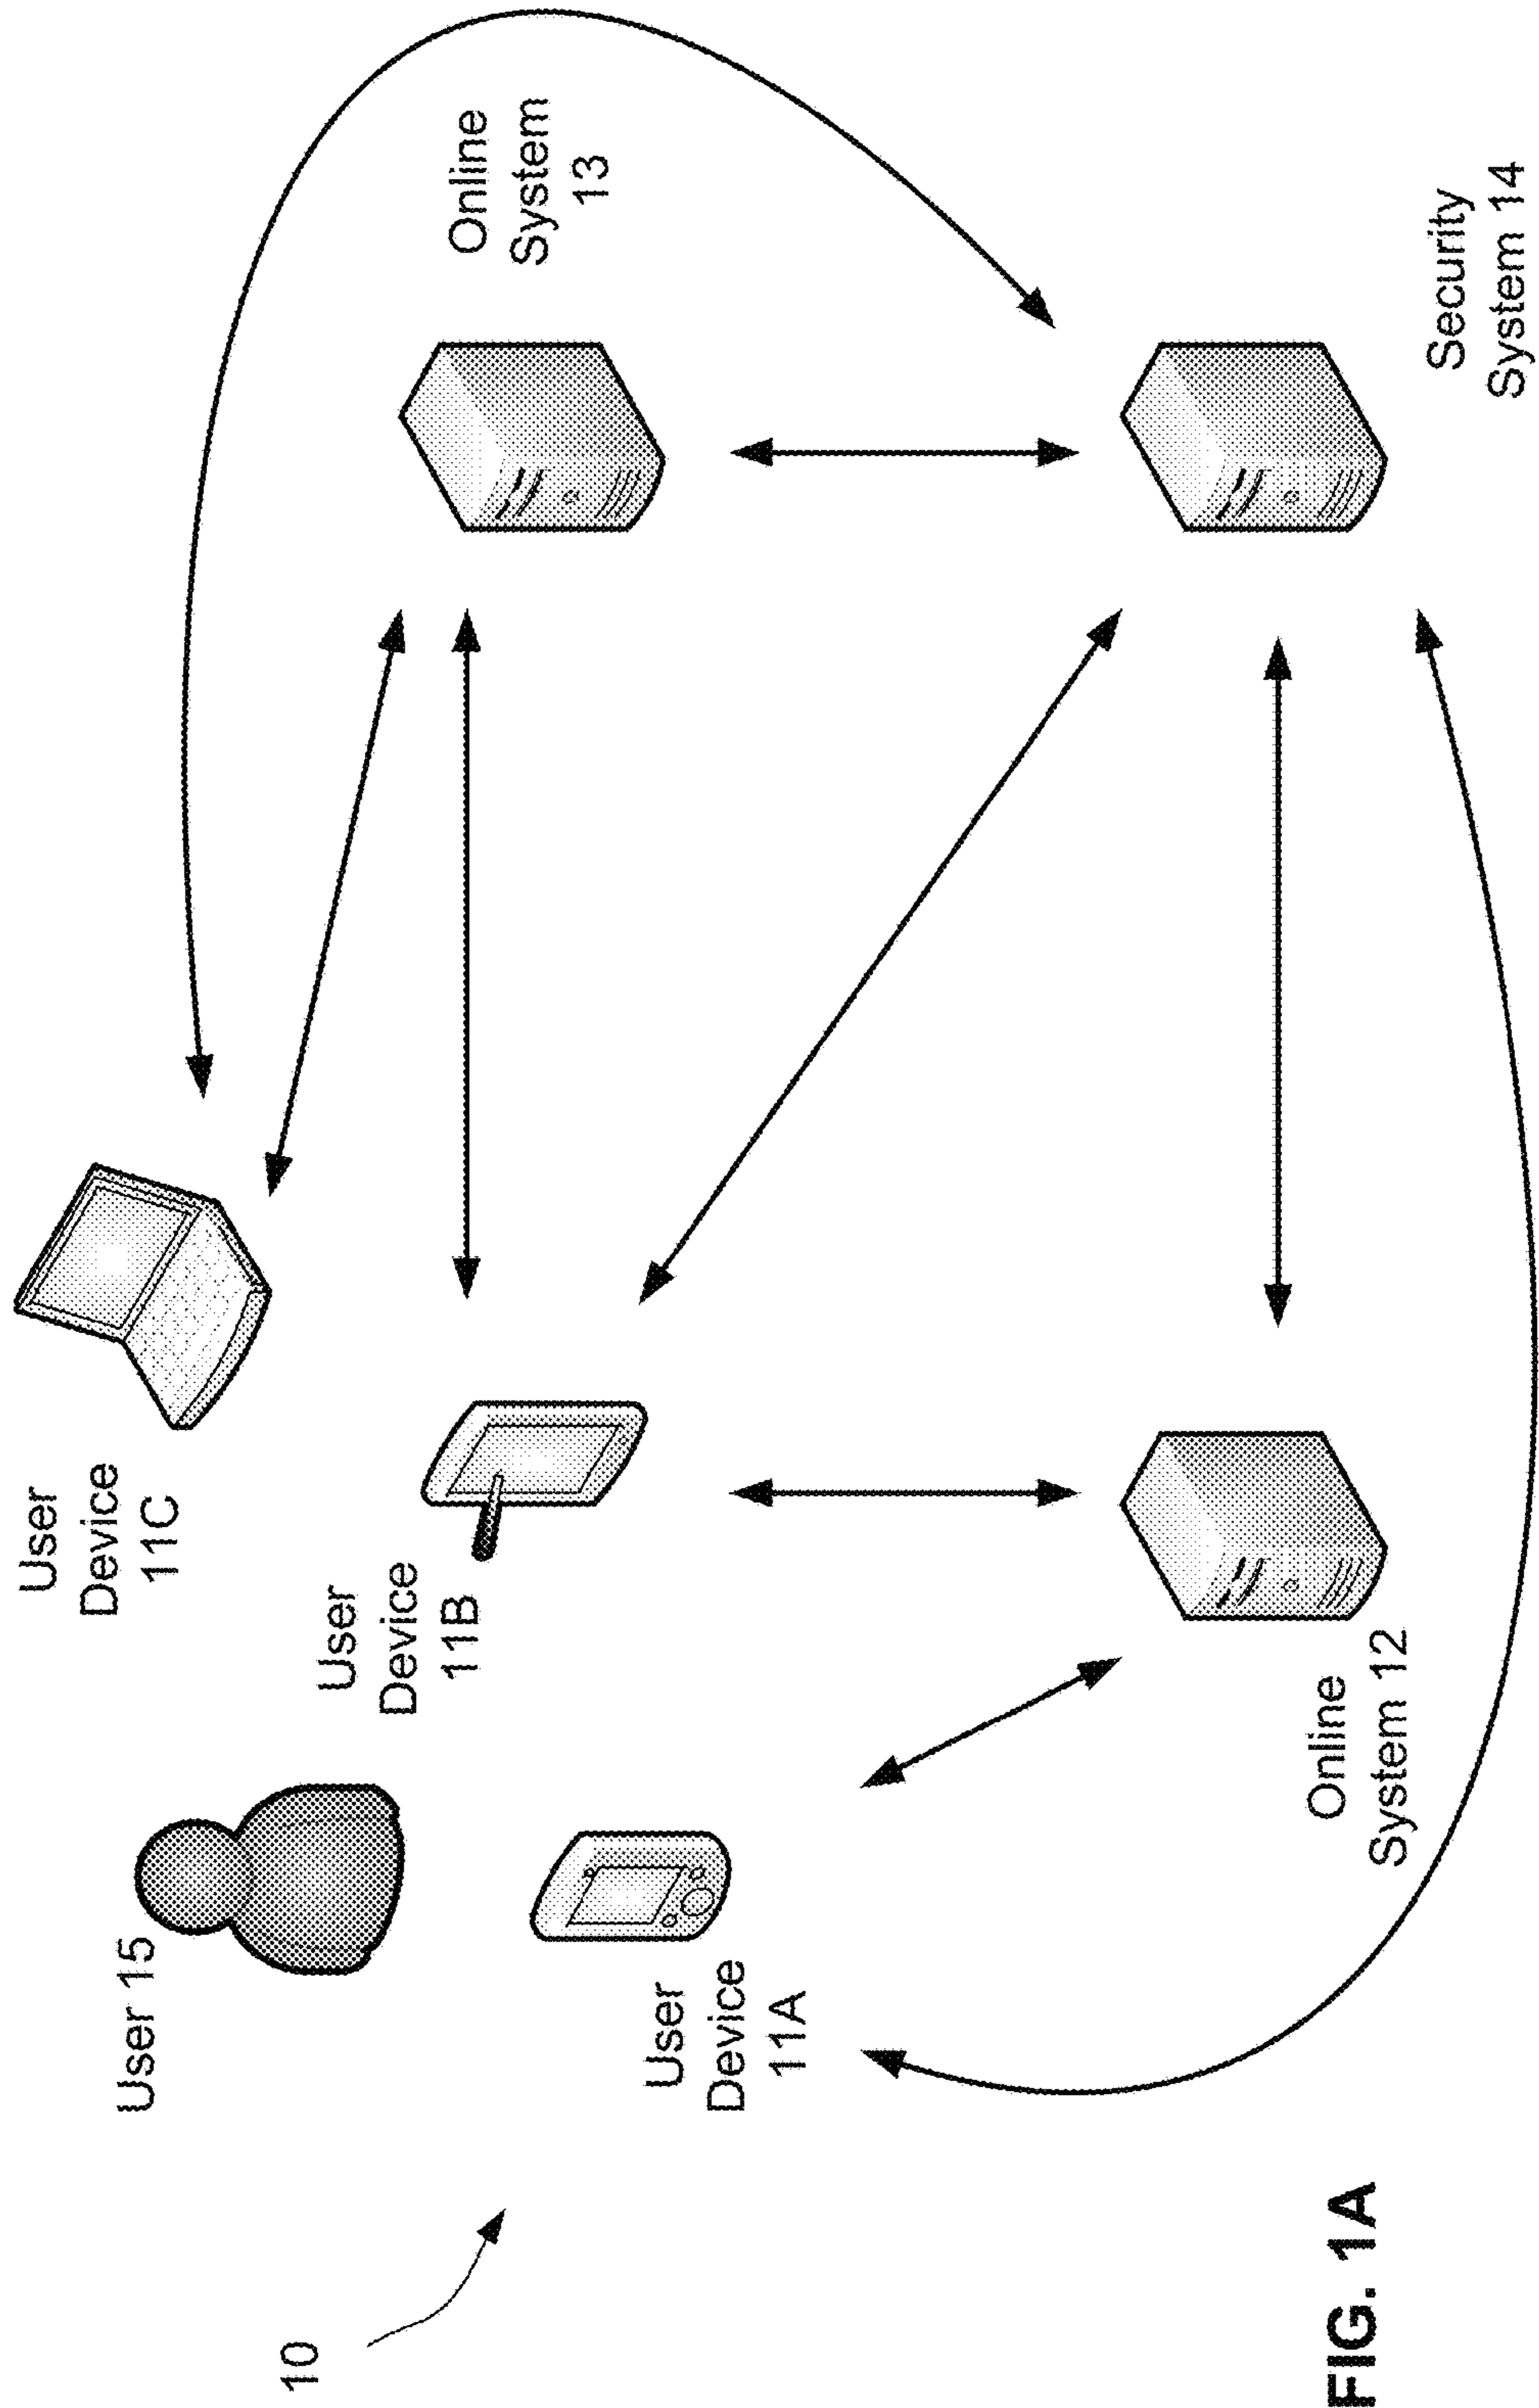 10
User 15
User
Device
11C
User
Device
11B
User
Device
11A
Online
System
13
Online
System 12
Security
System 14
FIG. 1A